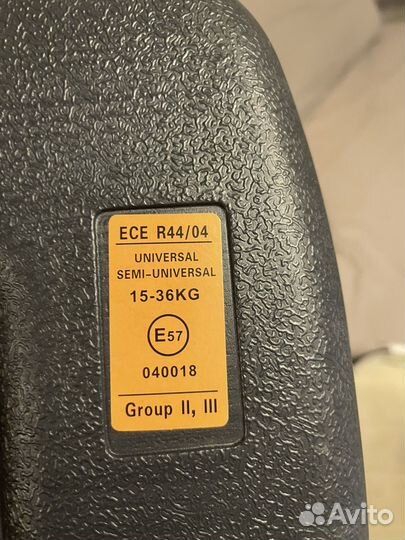 ECE R44/04
UNIVERSAL
SEMI-UNIVERSAL
15-36KG
E57
040018
Group II, III
Avito